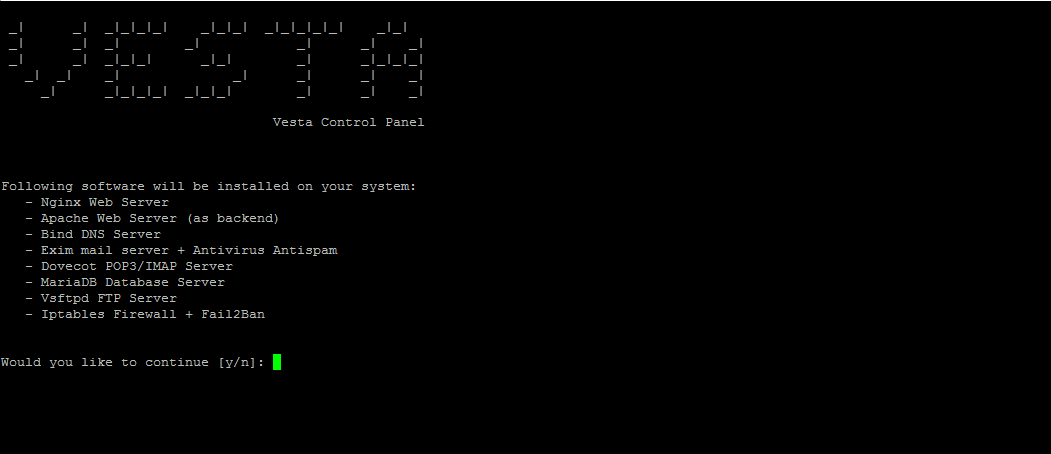 VESTA
Vesta Control Panel
Following software will be installed on your system:
- Nginx Web Server
- Apache Web Server (as backend)
- Bind DNS Server
- Exim mail server + Antivirus Antispam
- Dovecot POP3/IMAP Server
- MariaDB Database Server
- Vsftpd FTP Server
- Iptables Firewall + Fail2Ban
Would you like to continue [y/n]: